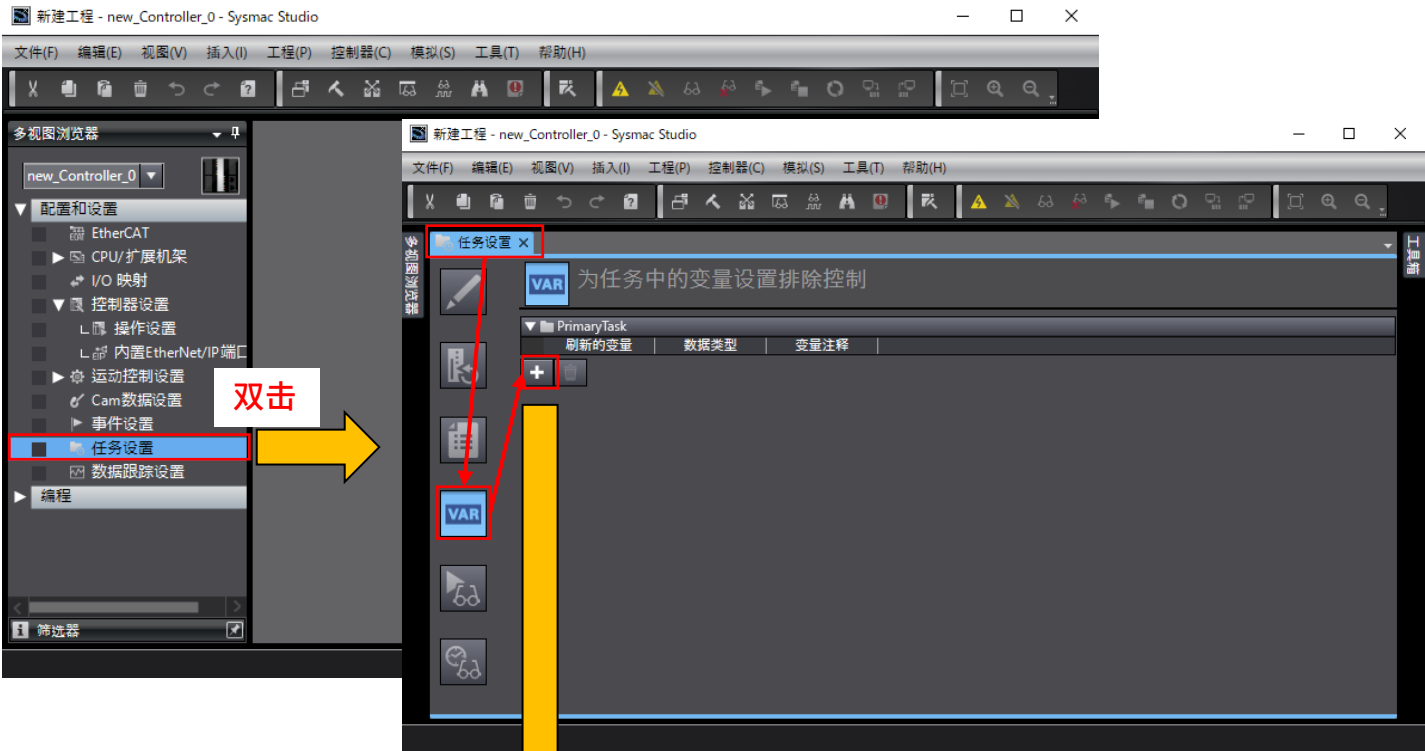 新建工程 - new_Controller_0 - Sysmac Studio
文件(F) 编辑(E) 视图(V) 插入(I) 工程(P) 控制器(C) 模拟(S) 工具(T) 帮助(H)
多视图浏览器
new_Controller_0
配置和设置
EtherCAT
CPU/扩展机架
I/O 映射
控制器设置
操作设置
内置EtherNet/IP端口
运动控制设置
Cam数据设置
事件设置
任务设置
数据跟踪设置
编程
筛选器
双击
新建工程 - new_Controller_0 - Sysmac Studio
文件(F) 编辑(E) 视图(V) 插入(I) 工程(P) 控制器(C) 模拟(S) 工具(T) 帮助(H)
多视图浏览器
任务设置
工具箱
VAR 为任务中的变量设置排除控制
PrimaryTask
刷新的变量 | 数据类型 | 变量注释 |
VAR